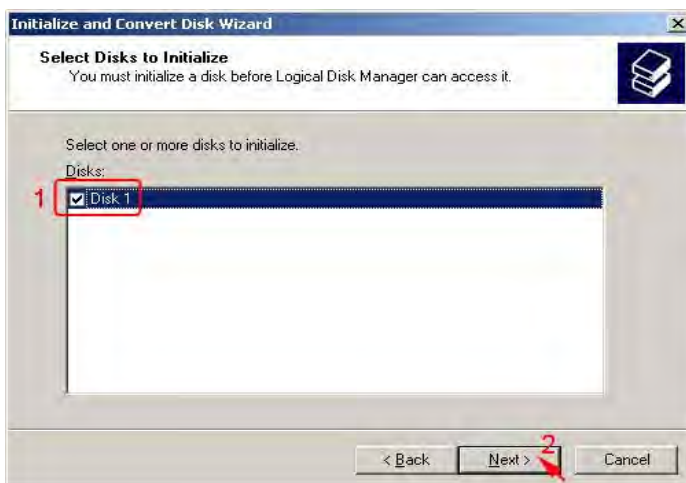 Initialize and Convert Disk Wizard
Select Disks to Initialize
You must initialize a disk before Logical Disk Manager can access it.
Select one or more disks to initialize.
Disks:
1
Disk 1
2
< Back Next > Cancel